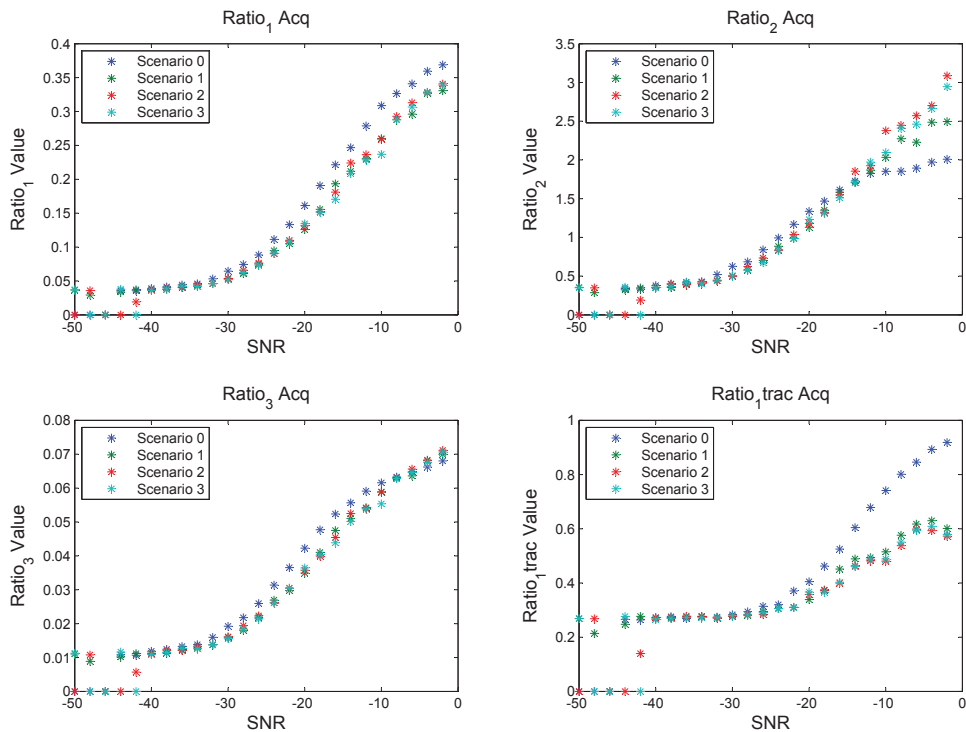 Ratio1 Acq
0.4
0.35
0.3
0.25
0.2
0.15
0.1
0.05
0
Ratio1 Value
Scenario 0
Scenario 1
Scenario 2
Scenario 3
-50 -40 -30 -20 -10 0
SNR
Ratio2 Acq
3.5
3
2.5
2
1.5
1
0.5
0
Ratio2 Value
Scenario 0
Scenario 1
Scenario 2
Scenario 3
-50 -40 -30 -20 -10 0
SNR
Ratio3 Acq
0.08
0.07
0.06
0.05
0.04
0.03
0.02
0.01
0
Ratio3 Value
Scenario 0
Scenario 1
Scenario 2
Scenario 3
-50 -40 -30 -20 -10 0
SNR
Ratio1trac Acq
1
0.8
0.6
0.4
0.2
0
Ratio1trac Value
Scenario 0
Scenario 1
Scenario 2
Scenario 3
-50 -40 -30 -20 -10 0
SNR